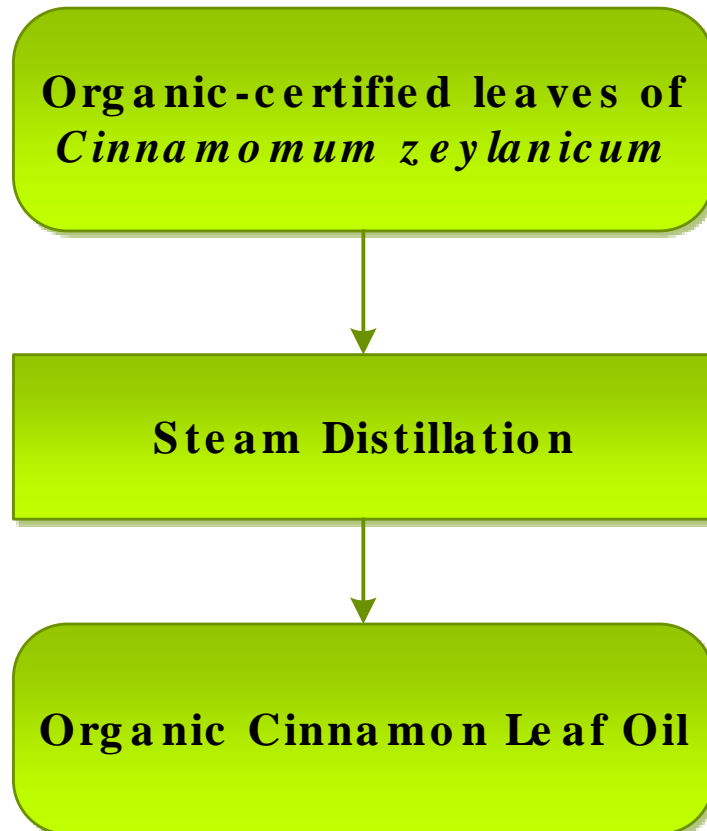 Organic-certified leaves of
Cinnamomum zeylanicum
Steam Distillation
Organic Cinnamon Leaf Oil